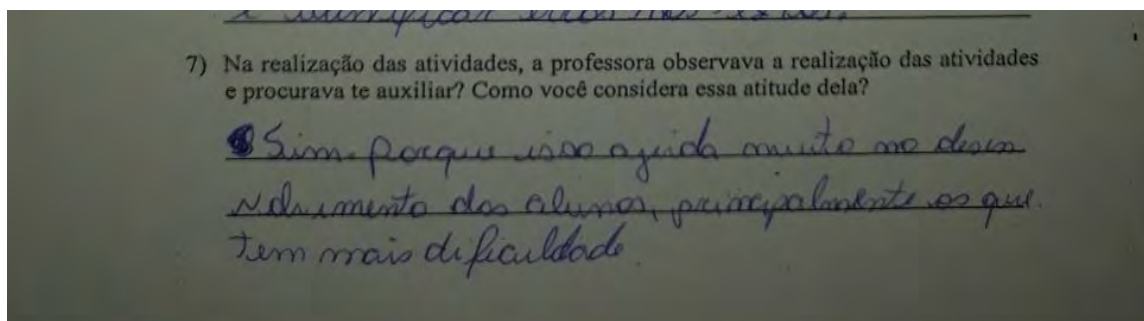 7) Na realização das atividades, a professora observava a realização das atividades
e procurava te auxiliar? Como você considera essa atitude dela?
Sim. porque isso ajuda muito no desen
volvimento dos alunos, principalmente os que
tem mais dificuldade.